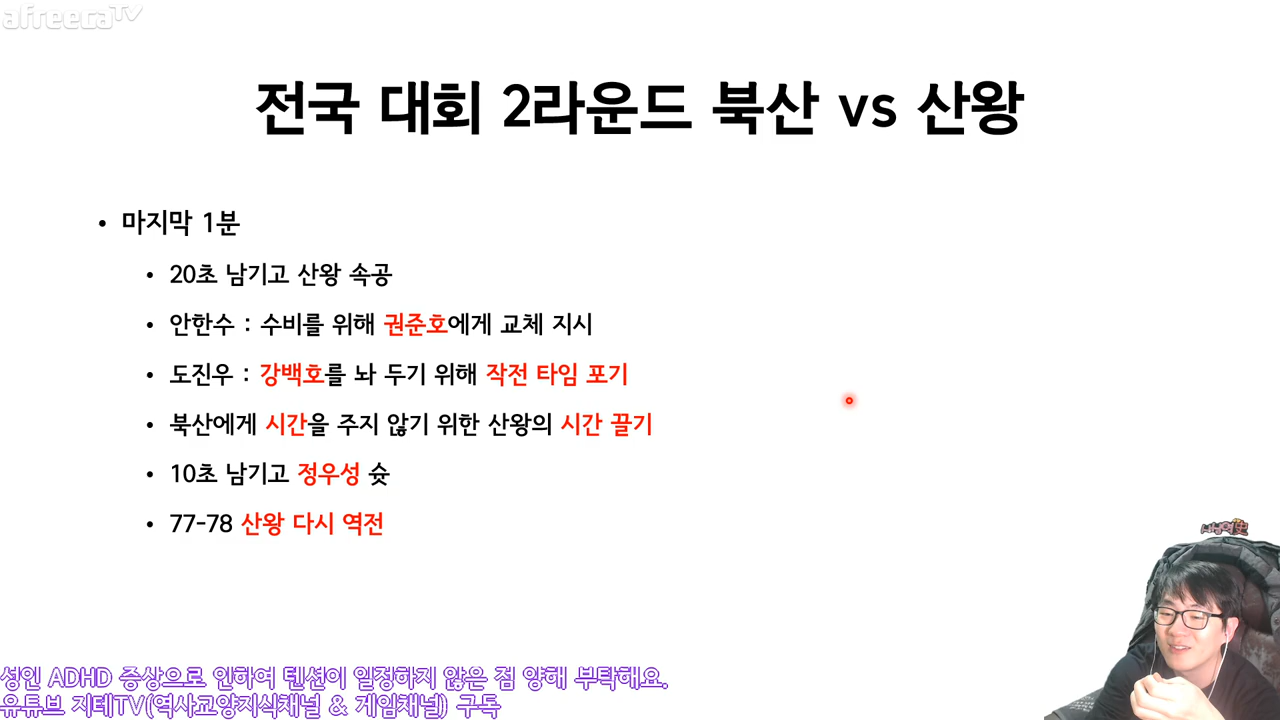 afreecaTV
전국 대회 2라운드 북산 vs 산왕
• 마지막 1분
• 20초 남기고 산왕 속공
• 안한수 : 수비를 위해 권준호에게 교체 지시
• 도진우 : 강백호를 놔 두기 위해 작전 타임 포기
• 북산에게 시간을 주지 않기 위한 산왕의 시간 끌기
• 10초 남기고 정우성 슛
• 77-78 산왕 다시 역전
성인 ADHD 증상으로 인하여 텐션이 일정하지 않은 점 양해 부탁해요.
유튜브 지테TV(역사교양지식채널 & 게임채널) 구독